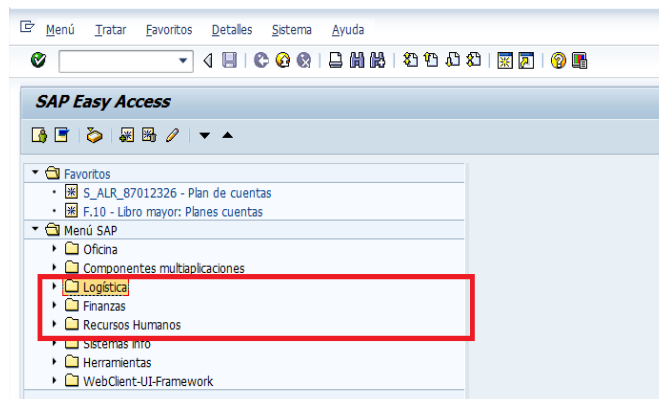 Menú Tratar Favoritos Detalles Sistema Ayuda
SAP Easy Access
Favoritos
S_ALR_87012326 - Plan de cuentas
F.10 - Libro mayor: Planes cuentas
Menú SAP
Oficina
Componentes multiaplicaciones
Logística
Finanzas
Recursos Humanos
Sistemas info
Herramientas
WebClient-UI-Framework